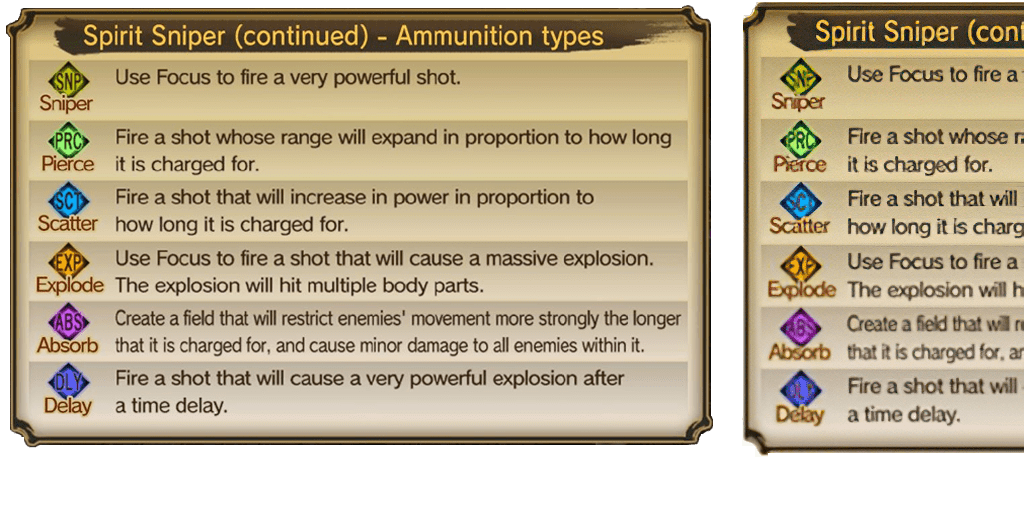 Spirit Sniper (continued) - Ammunition types
SNP
Sniper
Use Focus to fire a very powerful shot.
PRC
Pierce
Fire a shot whose range will expand in proportion to how long
it is charged for.
SCT
Scatter
Fire a shot that will increase in power in proportion to
how long it is charged for.
EXP
Explode
Use Focus to fire a shot that will cause a massive explosion.
The explosion will hit multiple body parts.
ABS
Absorb
Create a field that will restrict enemies' movement more strongly the longer
that it is charged for, and cause minor damage to all enemies within it.
DLY
Delay
Fire a shot that will cause a very powerful explosion after
a time delay.
Spirit Sniper (cont
SNP
Sniper
Use Focus to fire a
PRC
Pierce
Fire a shot whose
it is charged for.
Scatter
Fire a shot that will
how long it is charg
EXP
Explode
Use Focus to fire a
The explosion will
ABS
Absorb
Create a field that will
that it is charged for,
DLY
Delay
Fire a shot that will
a time delay.